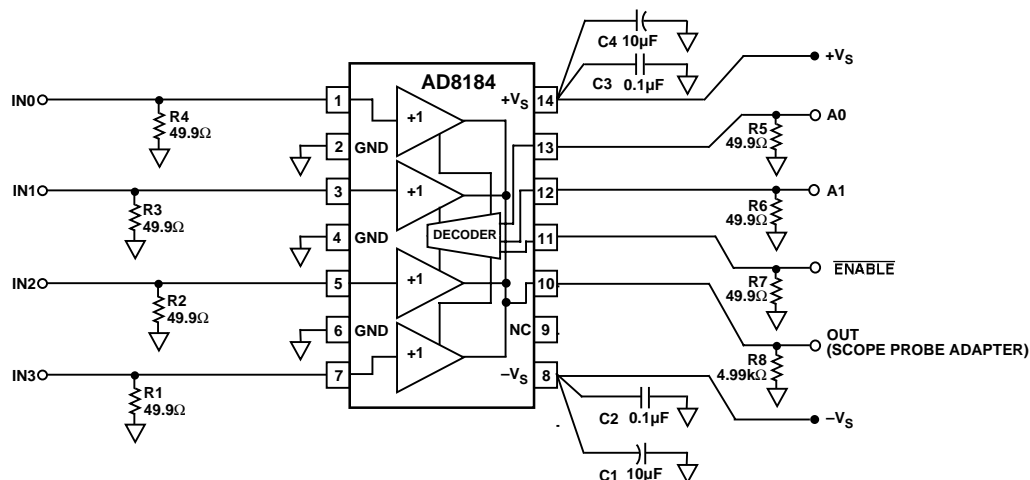 C4 10µF
AD8184
+VS
C3 0.1µF
+VS
IN0
1
14
R4
49.9Ω
+1
A0
R5
49.9Ω
2
GND
13
IN1
3
+1
12
A1
R3
49.9Ω
R6
49.9Ω
4
GND
DECODER
11
ENABLE
IN2
5
+1
10
R7
49.9Ω
R2
49.9Ω
6
GND
NC
9
OUT
(SCOPE PROBE ADAPTER)
IN3
7
+1
–VS
8
R8
4.99kΩ
R1
49.9Ω
C2 0.1µF
–VS
C1 10µF